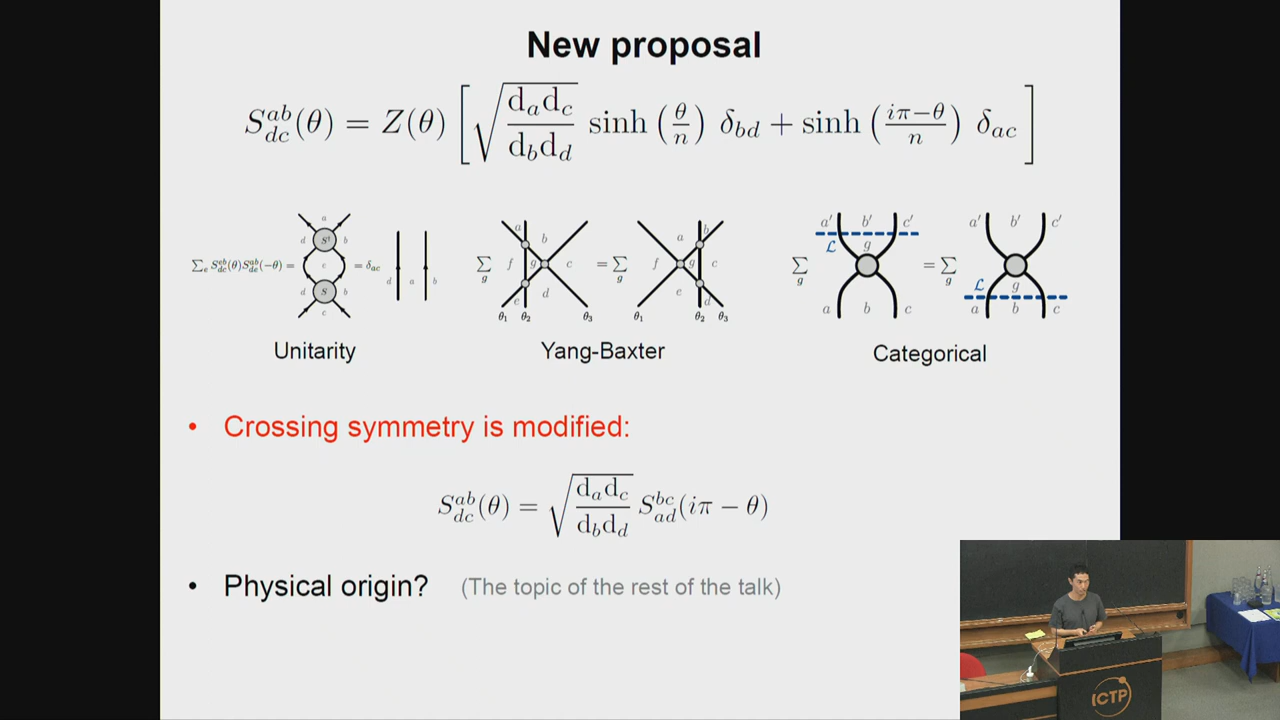 New proposal
S^{ab}_{dc}(θ) = Z(θ) [ √(d_a d_c / d_b d_d) sinh (θ/n) δ_{bd} + sinh ((iπ−θ)/n) δ_{ac} ]
Unitarity
Yang-Baxter
Categorical
• Crossing symmetry is modified:
S^{ab}_{dc}(θ) = √(d_a d_c / d_b d_d) S^{bc}_{ad}(iπ − θ)
• Physical origin? (The topic of the rest of the talk)
ICTP